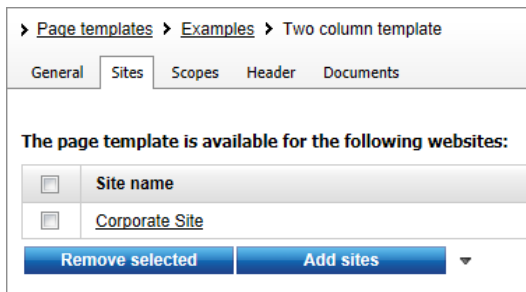 Page templates Examples Two column template
General Sites Scopes Header Documents
The page template is available for the following websites:
Site name
Corporate Site
Remove selected Add sites